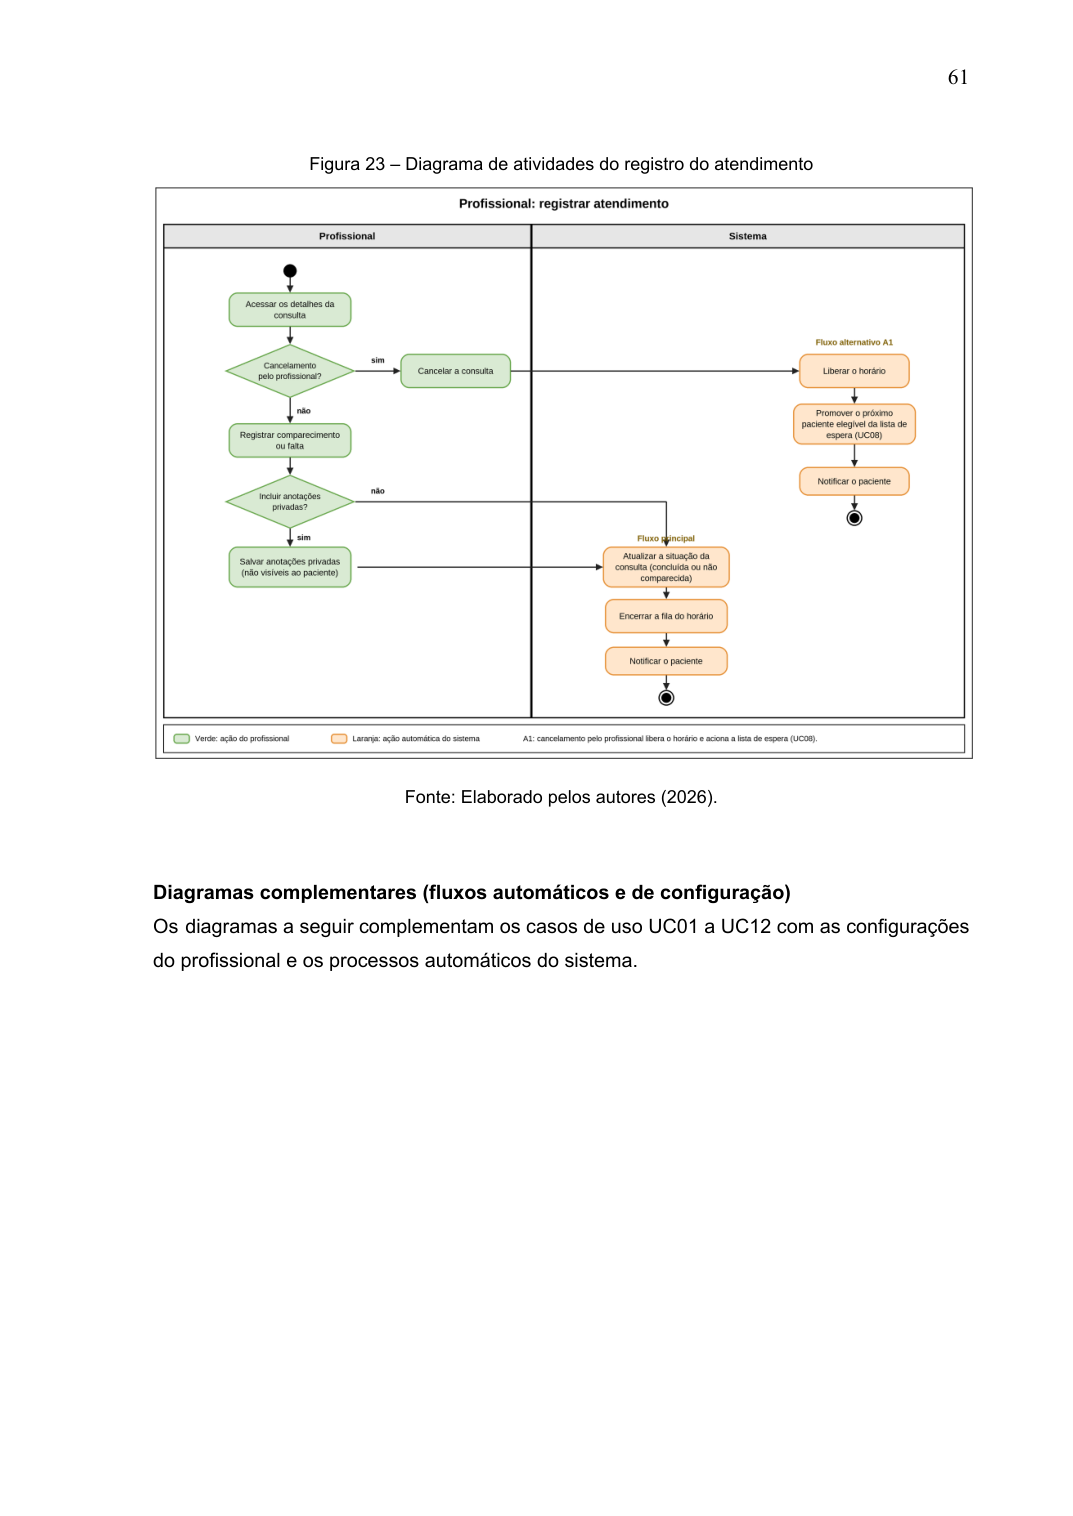 61
Figura 23 – Diagrama de atividades do registro do atendimento
Profissional: registrar atendimento
Profissional
Sistema
Acessar os detalhes da
consulta
Cancelamento
pelo profissional?
sim
Cancelar a consulta
não
Registrar comparecimento
ou falta
Incluir anotações
privadas?
não
sim
Salvar anotações privadas
(não visíveis ao paciente)
Fluxo alternativo A1
Liberar o horário
Promover o próximo
paciente elegível da lista de
espera (UC08)
Notificar o paciente
Fluxo principal
Atualizar a situação da
consulta (concluída ou não
comparecida)
Encerrar a fila do horário
Notificar o paciente
Verde: ação do profissional
Laranja: ação automática do sistema
A1: cancelamento pelo profissional libera o horário e aciona a lista de espera (UC08).
Fonte: Elaborado pelos autores (2026).
Diagramas complementares (fluxos automáticos e de configuração)
Os diagramas a seguir complementam os casos de uso UC01 a UC12 com as configurações
do profissional e os processos automáticos do sistema.